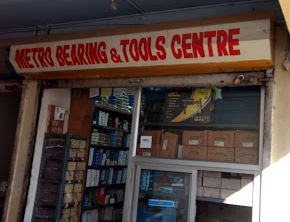 METRO BEARING & TOOLS CENTRE